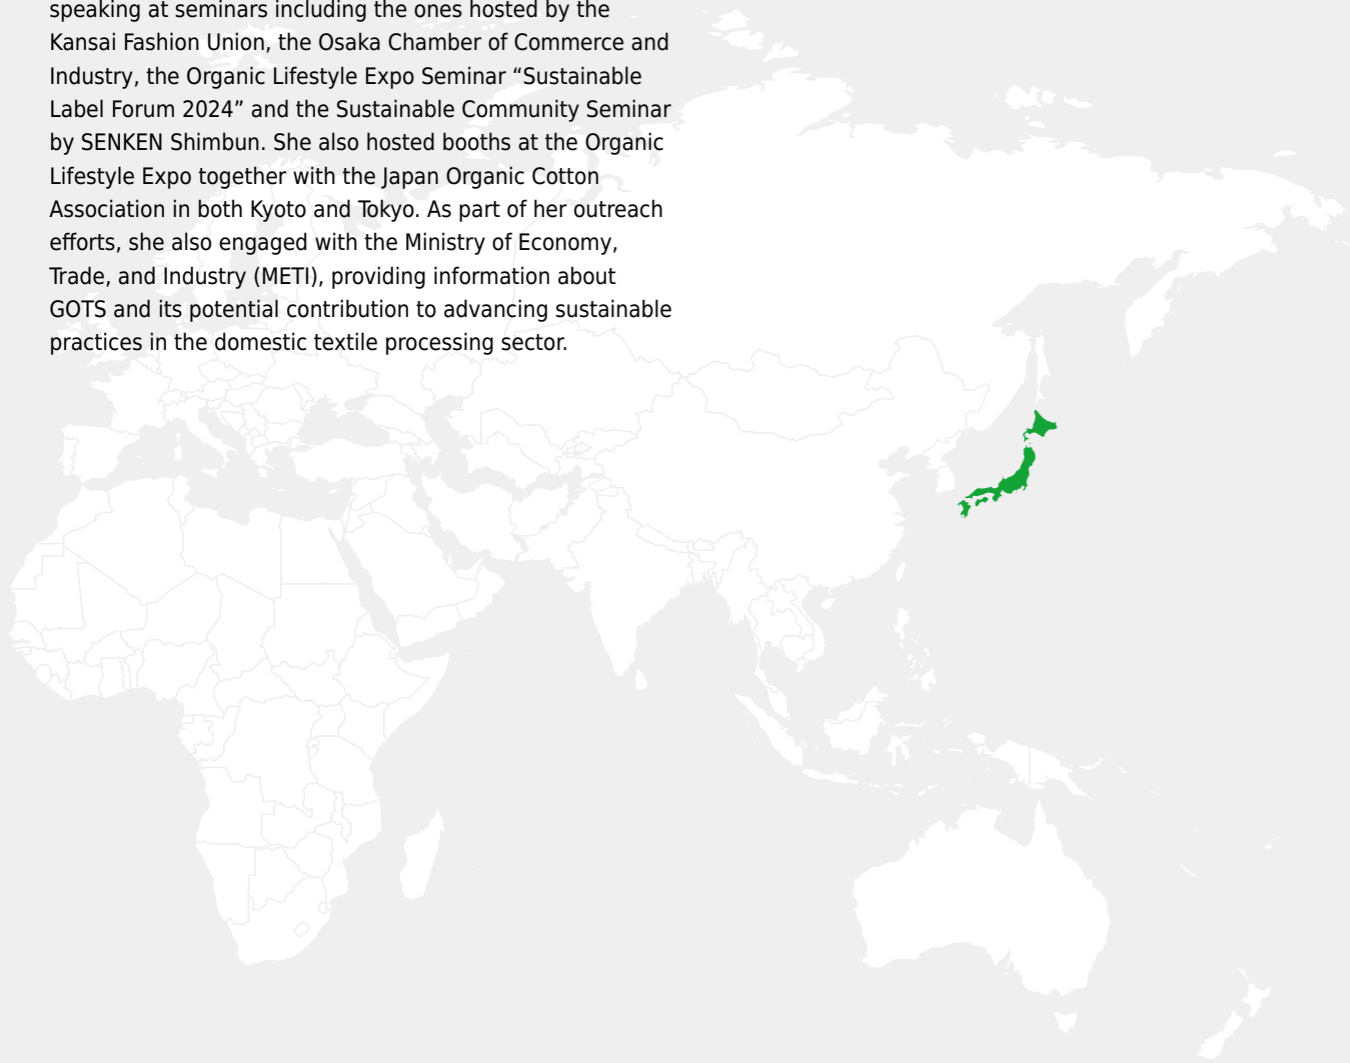 speaking at seminars including the ones hosted by the
Kansai Fashion Union, the Osaka Chamber of Commerce and
Industry, the Organic Lifestyle Expo Seminar “Sustainable
Label Forum 2024” and the Sustainable Community Seminar
by SENKEN Shimbun. She also hosted booths at the Organic
Lifestyle Expo together with the Japan Organic Cotton
Association in both Kyoto and Tokyo. As part of her outreach
efforts, she also engaged with the Ministry of Economy,
Trade, and Industry (METI), providing information about
GOTS and its potential contribution to advancing sustainable
practices in the domestic textile processing sector.